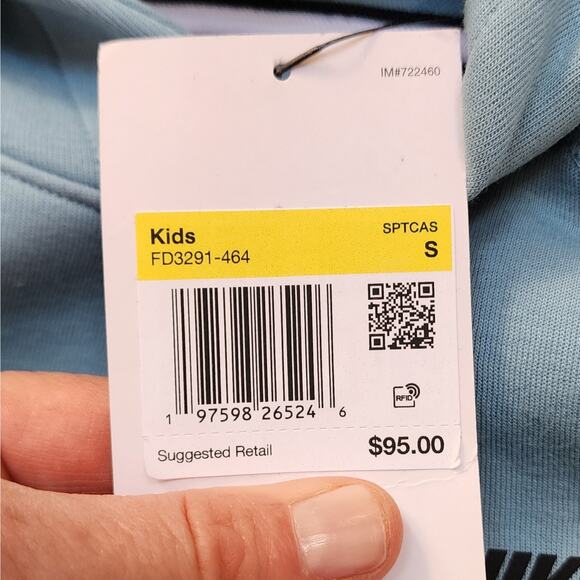 IM#722460
Kids SPTCAS
FD3291-464 S
RFID
1 97598 26524 6
Suggested Retail $95.00